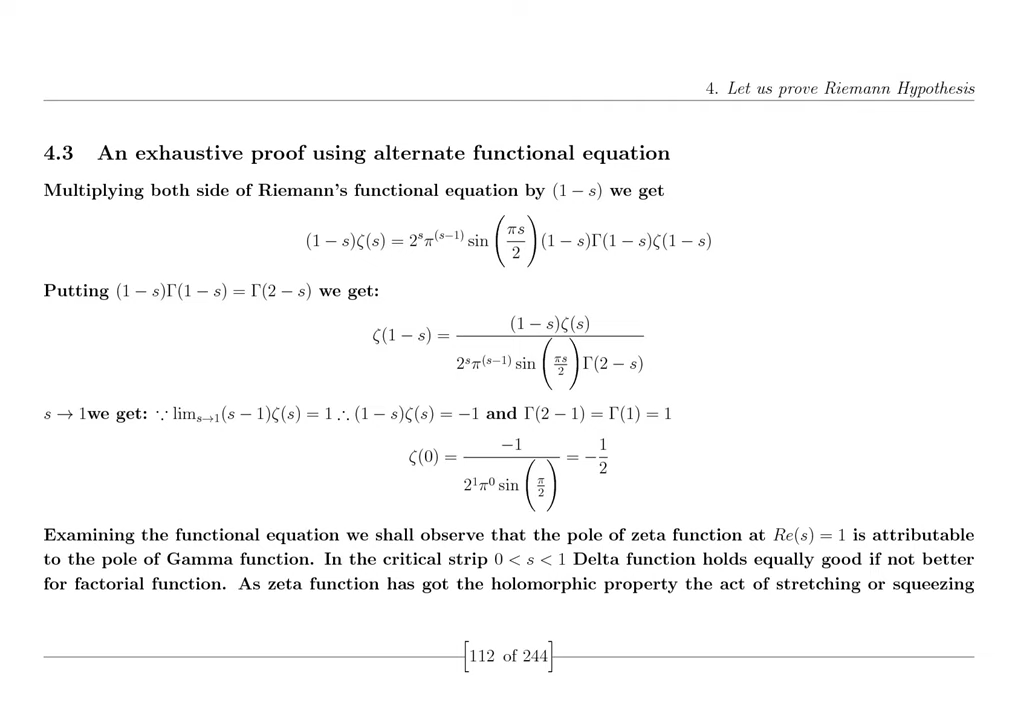 4. Let us prove Riemann Hypothesis
4.3 An exhaustive proof using alternate functional equation
Multiplying both side of Riemann's functional equation by (1 − s) we get
(1 − s)ζ(s) = 2^s π^(s−1) sin(πs/2)(1 − s)Γ(1 − s)ζ(1 − s)
Putting (1 − s)Γ(1 − s) = Γ(2 − s) we get:
ζ(1 − s) = (1 − s)ζ(s) / 2^s π^(s−1) sin(πs/2)Γ(2 − s)
s → 1we get: ∵ lim_{s→1}(s − 1)ζ(s) = 1 ∴ (1 − s)ζ(s) = −1 and Γ(2 − 1) = Γ(1) = 1
ζ(0) = −1 / 2^1 π^0 sin(π/2) = −1/2
Examining the functional equation we shall observe that the pole of zeta function at Re(s) = 1 is attributable
to the pole of Gamma function. In the critical strip 0 < s < 1 Delta function holds equally good if not better
for factorial function. As zeta function has got the holomorphic property the act of stretching or squeezing
[112 of 244]